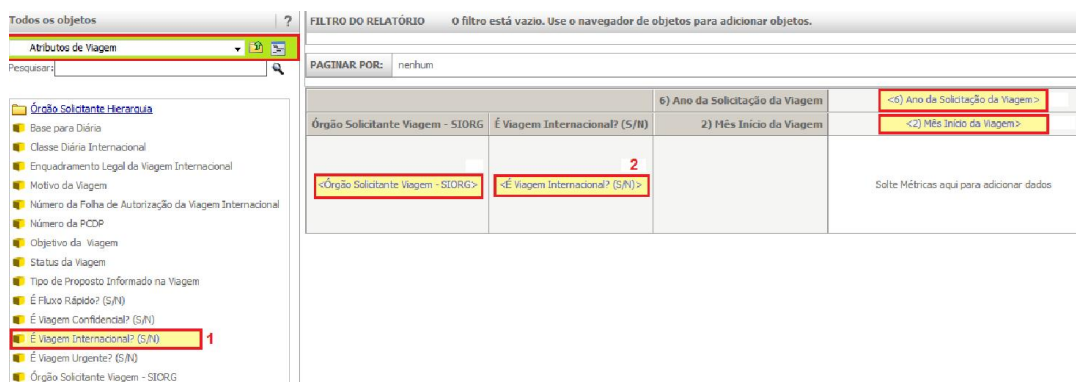 Todos os objetos ?
Atributos de Viagem
Pesquisar:
Órgão Solicitante Hierarquia
Base para Diária
Classe Diária Internacional
Enquadramento Legal da Viagem Internacional
Motivo da Viagem
Número da Folha de Autorização da Viagem Internacional
Número da PCDP
Objetivo da Viagem
Status da Viagem
Tipo de Proposto Informado na Viagem
É Fluxo Rápido? (S/N)
É Viagem Confidencial? (S/N)
É Viagem Internacional? (S/N) 1
É Viagem Urgente? (S/N)
Órgão Solicitante Viagem - SIORG
FILTRO DO RELATÓRIO O filtro está vazio. Use o navegador de objetos para adicionar objetos.
PAGINAR POR: nenhum
6) Ano da Solicitação da Viagem <6) Ano da Solicitação da Viagem>
Órgão Solicitante Viagem - SIORG É Viagem Internacional? (S/N) 2) Mês Início da Viagem <2) Mês Início da Viagem>
2
<Órgão Solicitante Viagem - SIORG> <É Viagem Internacional? (S/N)> Solte Métricas aqui para adicionar dados